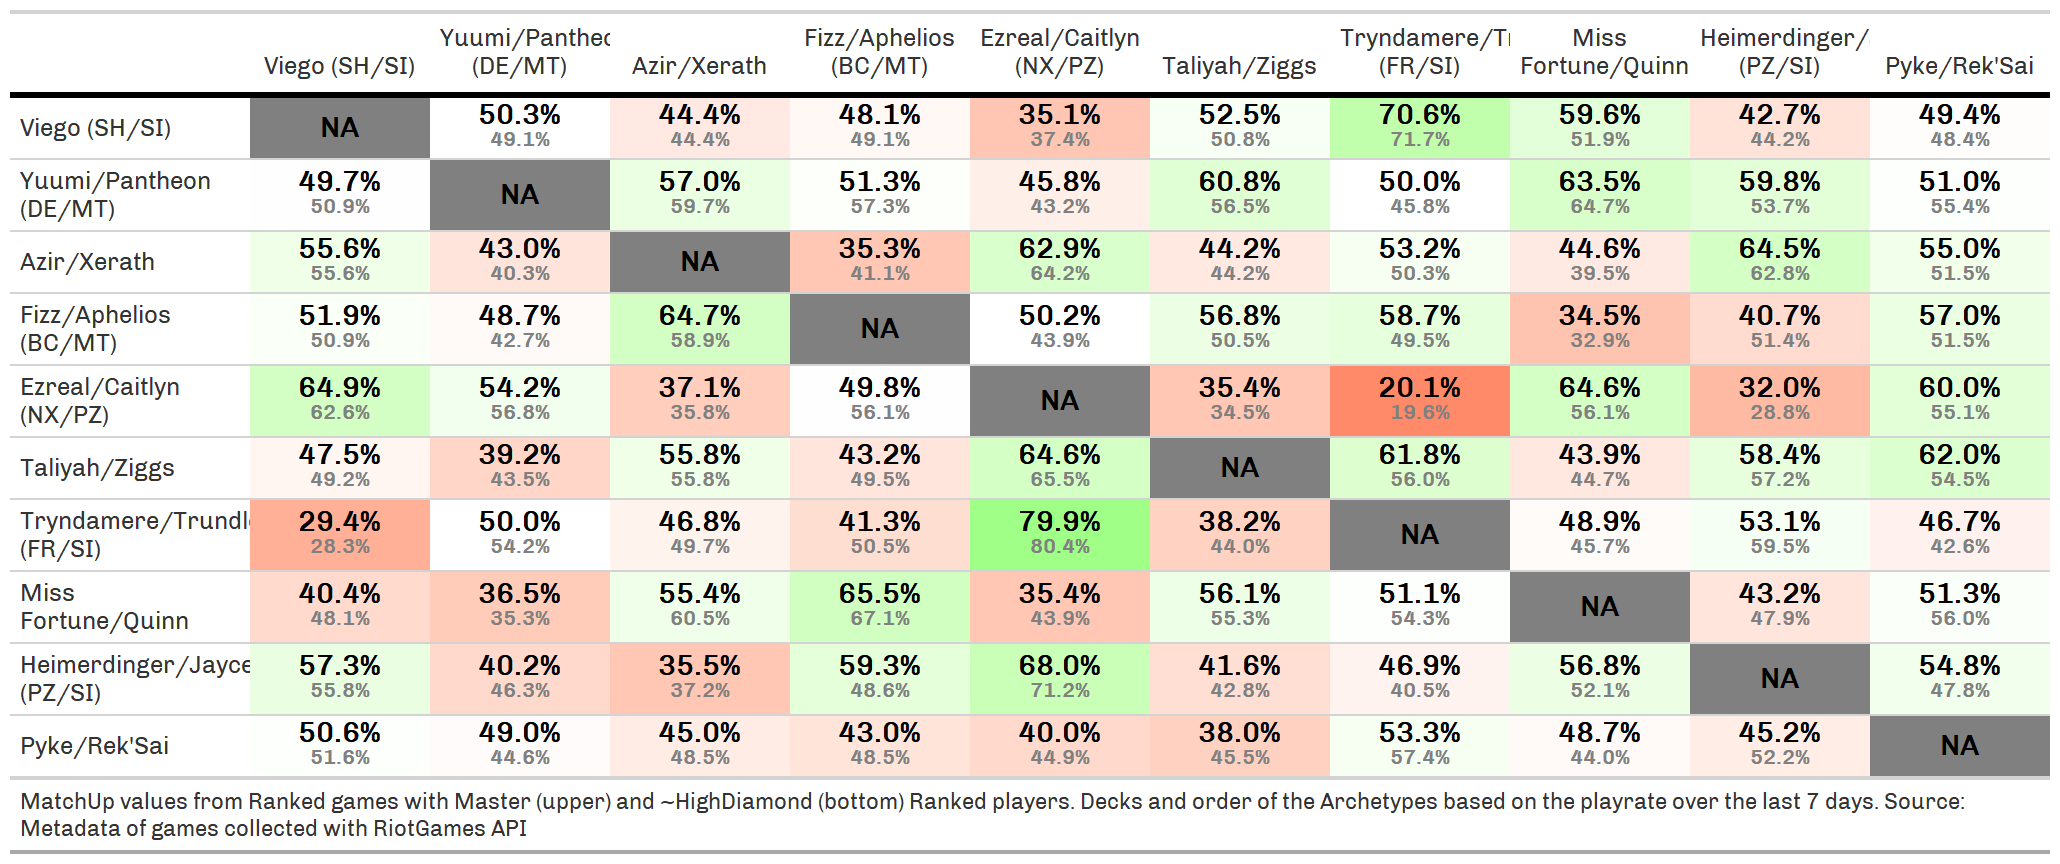 Yuumi/Pantheo Fizz/Aphelios Ezreal/Caitlyn Tryndamere/Tr Miss Heimerdinger/
Viego (SH/SI) (DE/MT) Azir/Xerath (BC/MT) (NX/PZ) Taliyah/Ziggs (FR/SI) Fortune/Quinn (PZ/SI) Pyke/Rek'Sai
Viego (SH/SI) NA 50.3% 44.4% 48.1% 35.1% 52.5% 70.6% 59.6% 42.7% 49.4%
49.1% 44.4% 49.1% 37.4% 50.8% 71.7% 51.9% 44.2% 48.4%
Yuumi/Pantheon 49.7% NA 57.0% 51.3% 45.8% 60.8% 50.0% 63.5% 59.8% 51.0%
(DE/MT) 50.9% 59.7% 57.3% 43.2% 56.5% 45.8% 64.7% 53.7% 55.4%
Azir/Xerath 55.6% 43.0% NA 35.3% 62.9% 44.2% 53.2% 44.6% 64.5% 55.0%
55.6% 40.3% 41.1% 64.2% 44.2% 50.3% 39.5% 62.8% 51.5%
Fizz/Aphelios 51.9% 48.7% 64.7% NA 50.2% 56.8% 58.7% 34.5% 40.7% 57.0%
(BC/MT) 50.9% 42.7% 58.9% 43.9% 50.5% 49.5% 32.9% 51.4% 51.5%
Ezreal/Caitlyn 64.9% 54.2% 37.1% 49.8% NA 35.4% 20.1% 64.6% 32.0% 60.0%
(NX/PZ) 62.6% 56.8% 35.8% 56.1% 34.5% 19.6% 56.1% 28.8% 55.1%
Taliyah/Ziggs 47.5% 39.2% 55.8% 43.2% 64.6% NA 61.8% 43.9% 58.4% 62.0%
49.2% 43.5% 55.8% 49.5% 65.5% 56.0% 44.7% 57.2% 54.5%
Tryndamere/Trundl 29.4% 50.0% 46.8% 41.3% 79.9% 38.2% NA 48.9% 53.1% 46.7%
(FR/SI) 28.3% 54.2% 49.7% 50.5% 80.4% 44.0% 45.7% 59.5% 42.6%
Miss 40.4% 36.5% 55.4% 65.5% 35.4% 56.1% 51.1% NA 43.2% 51.3%
Fortune/Quinn 48.1% 35.3% 60.5% 67.1% 43.9% 55.3% 54.3% 47.9% 56.0%
Heimerdinger/Jayce 57.3% 40.2% 35.5% 59.3% 68.0% 41.6% 46.9% 56.8% NA 54.8%
(PZ/SI) 55.8% 46.3% 37.2% 48.6% 71.2% 42.8% 40.5% 52.1% 47.8%
Pyke/Rek'Sai 50.6% 49.0% 45.0% 43.0% 40.0% 38.0% 53.3% 48.7% 45.2% NA
51.6% 44.6% 48.5% 48.5% 44.9% 45.5% 57.4% 44.0% 52.2%
MatchUp values from Ranked games with Master (upper) and ~HighDiamond (bottom) Ranked players. Decks and order of the Archetypes based on the playrate over the last 7 days. Source:
Metadata of games collected with RiotGames API